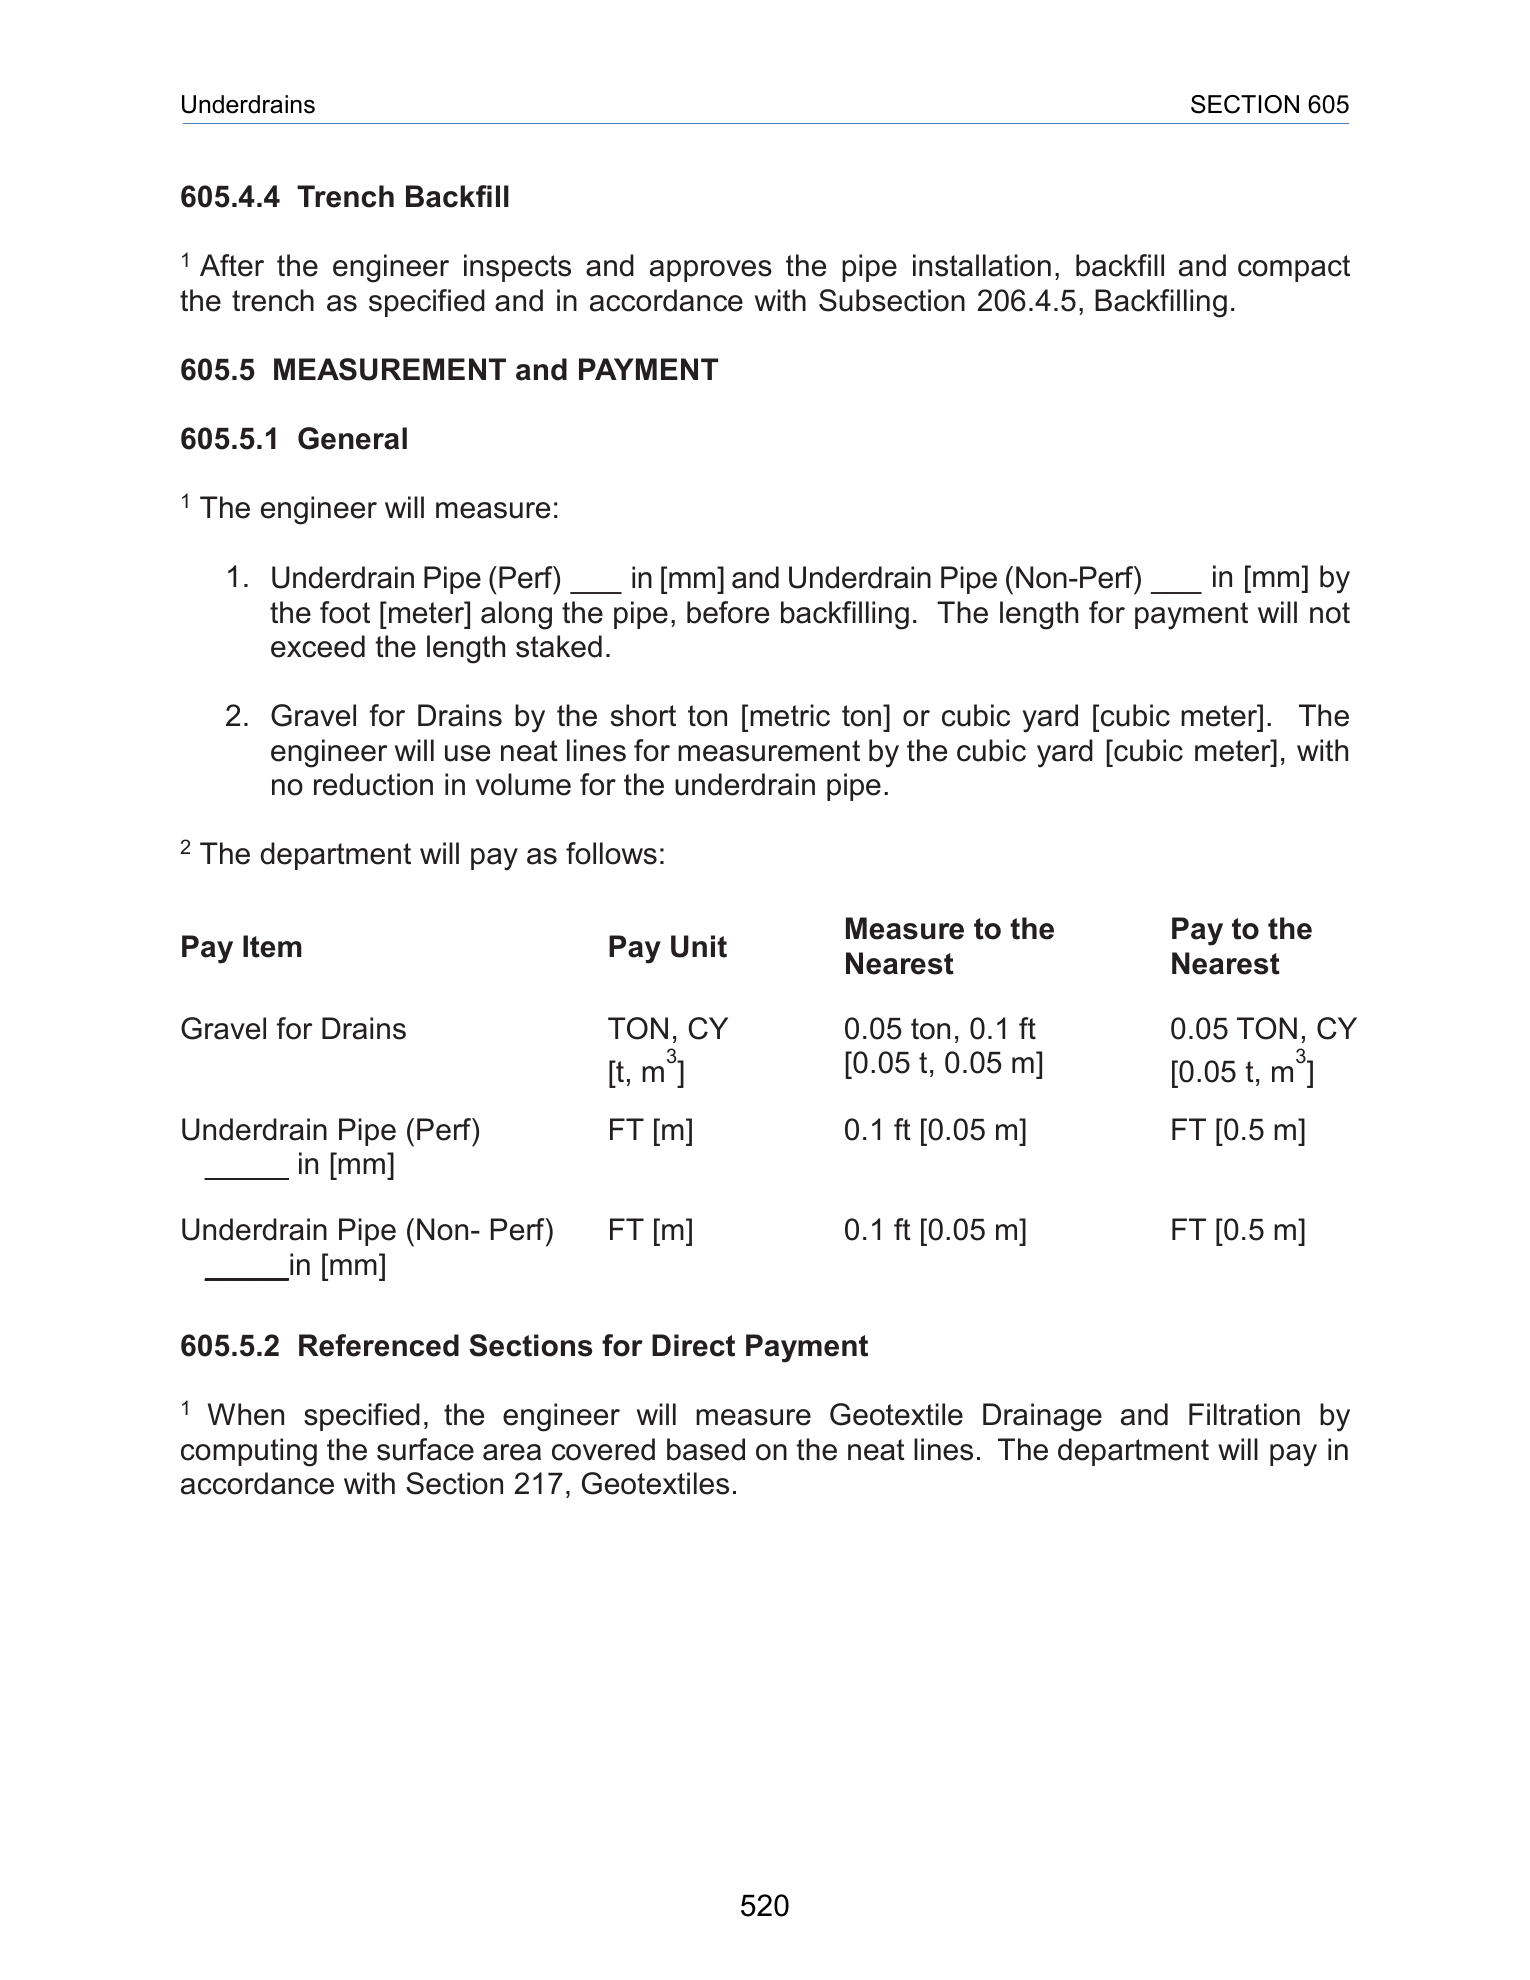 Underdrains SECTION 605
605.4.4 Trench Backfill
1 After the engineer inspects and approves the pipe installation, backfill and compact
the trench as specified and in accordance with Subsection 206.4.5, Backfilling.
605.5 MEASUREMENT and PAYMENT
605.5.1 General
1 The engineer will measure:
1. Underdrain Pipe (Perf) ___ in [mm] and Underdrain Pipe (Non-Perf) ___ in [mm] by
the foot [meter] along the pipe, before backfilling. The length for payment will not
exceed the length staked.
2. Gravel for Drains by the short ton [metric ton] or cubic yard [cubic meter]. The
engineer will use neat lines for measurement by the cubic yard [cubic meter], with
no reduction in volume for the underdrain pipe.
2 The department will pay as follows:
Pay Item Pay Unit Measure to the Nearest Pay to the Nearest
Gravel for Drains TON, CY 0.05 ton, 0.1 ft 0.05 TON, CY
[t, m3] [0.05 t, 0.05 m] [0.05 t, m3]
Underdrain Pipe (Perf) FT [m] 0.1 ft [0.05 m] FT [0.5 m]
_____ in [mm]
Underdrain Pipe (Non- Perf) FT [m] 0.1 ft [0.05 m] FT [0.5 m]
_____in [mm]
605.5.2 Referenced Sections for Direct Payment
1 When specified, the engineer will measure Geotextile Drainage and Filtration by
computing the surface area covered based on the neat lines. The department will pay in
accordance with Section 217, Geotextiles.
520